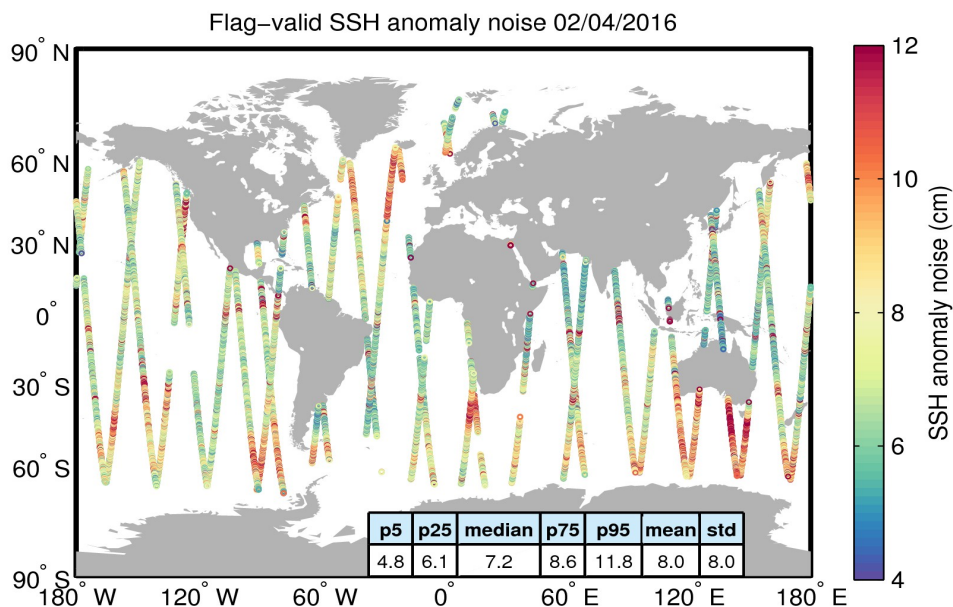 Flag−valid SSH anomaly noise 02/04/2016
90° N
60° N
30° N
0°
30° S
60° S
90° S
180° W 120° W 60° W 0° 60° E 120° E 180° E
p5 p25 median p75 p95 mean std
4.8 6.1 7.2 8.6 11.8 8.0 8.0
12
10
8
6
4
SSH anomaly noise (cm)